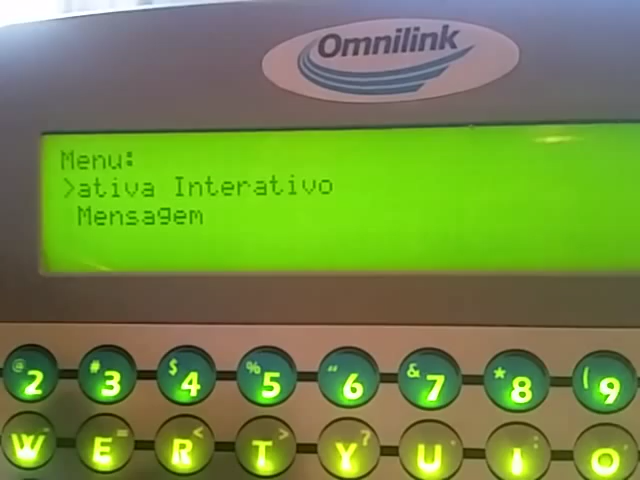 Omnilink
Menu:
>ativa Interativo
Mensagem
@2 #3 $4 %5 "6 &7 *8 (9
W- E= R< T> Y? U I: O